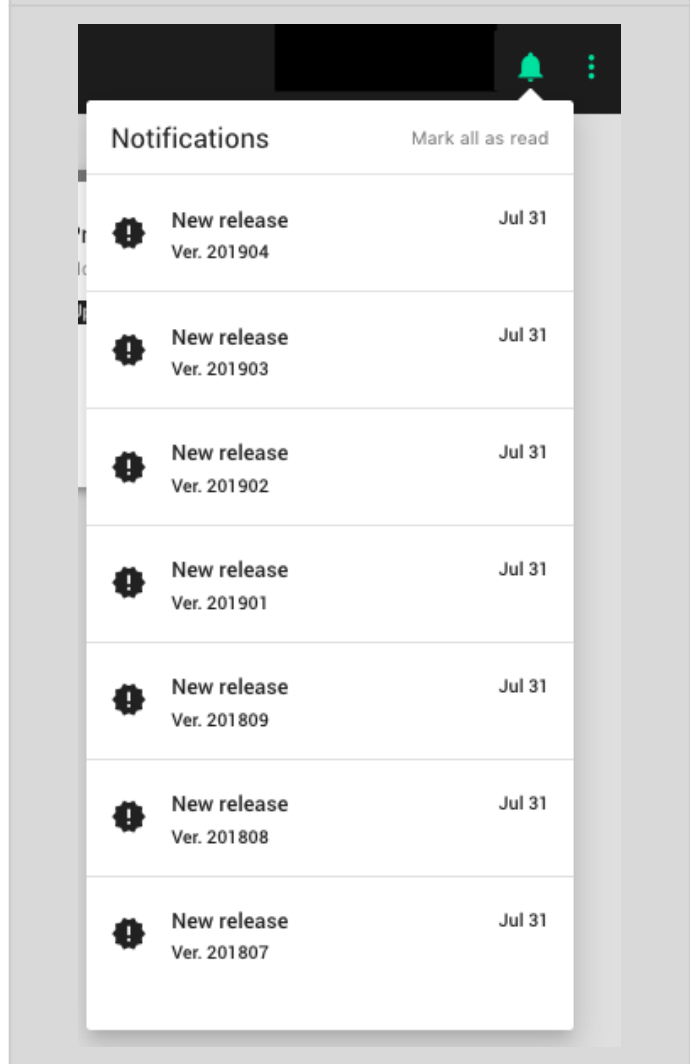 Notifications
Mark all as read
New release
Jul 31
Ver. 201904
New release
Jul 31
Ver. 201903
New release
Jul 31
Ver. 201902
New release
Jul 31
Ver. 201901
New release
Jul 31
Ver. 201809
New release
Jul 31
Ver. 201808
New release
Jul 31
Ver. 201807